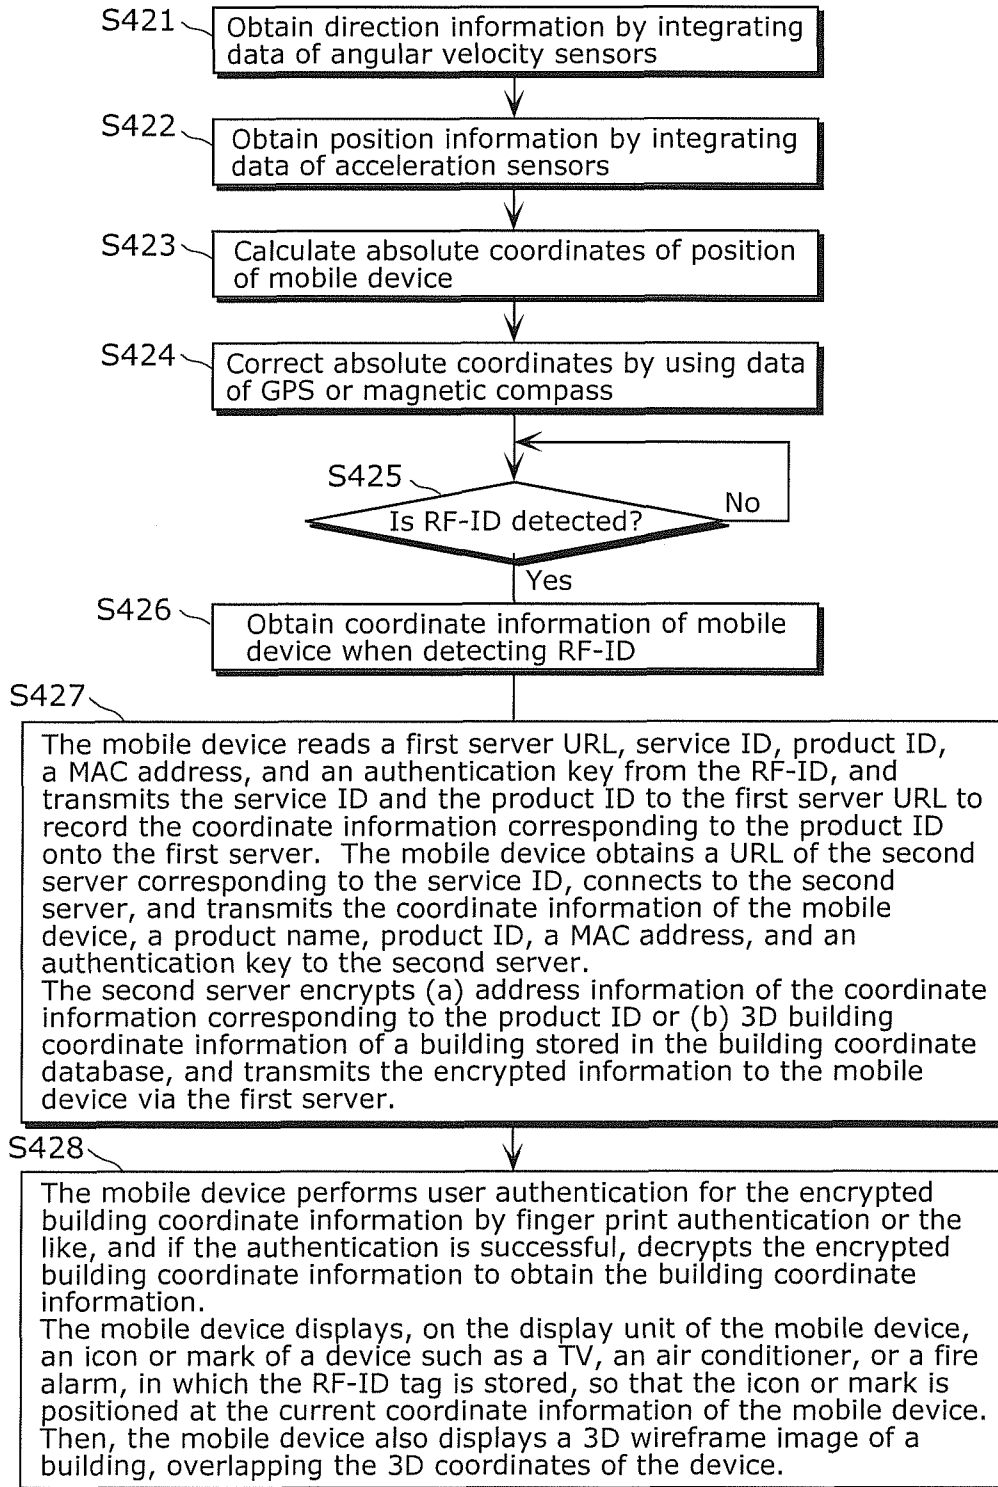 S421
Obtain direction information by integrating
data of angular velocity sensors
S422
Obtain position information by integrating
data of acceleration sensors
S423
Calculate absolute coordinates of position
of mobile device
S424
Correct absolute coordinates by using data
of GPS or magnetic compass
S425
Is RF-ID detected?
No
Yes
S426
Obtain coordinate information of mobile
device when detecting RF-ID
S427
The mobile device reads a first server URL, service ID, product ID,
a MAC address, and an authentication key from the RF-ID, and
transmits the service ID and the product ID to the first server URL to
record the coordinate information corresponding to the product ID
onto the first server.  The mobile device obtains a URL of the second
server corresponding to the service ID, connects to the second
server, and transmits the coordinate information of the mobile
device, a product name, product ID, a MAC address, and an
authentication key to the second server.
The second server encrypts (a) address information of the coordinate
information corresponding to the product ID or (b) 3D building
coordinate information of a building stored in the building coordinate
database, and transmits the encrypted information to the mobile
device via the first server.
S428
The mobile device performs user authentication for the encrypted
building coordinate information by finger print authentication or the
like, and if the authentication is successful, decrypts the encrypted
building coordinate information to obtain the building coordinate
information.
The mobile device displays, on the display unit of the mobile device,
an icon or mark of a device such as a TV, an air conditioner, or a fire
alarm, in which the RF-ID tag is stored, so that the icon or mark is
positioned at the current coordinate information of the mobile device.
Then, the mobile device also displays a 3D wireframe image of a
building, overlapping the 3D coordinates of the device.